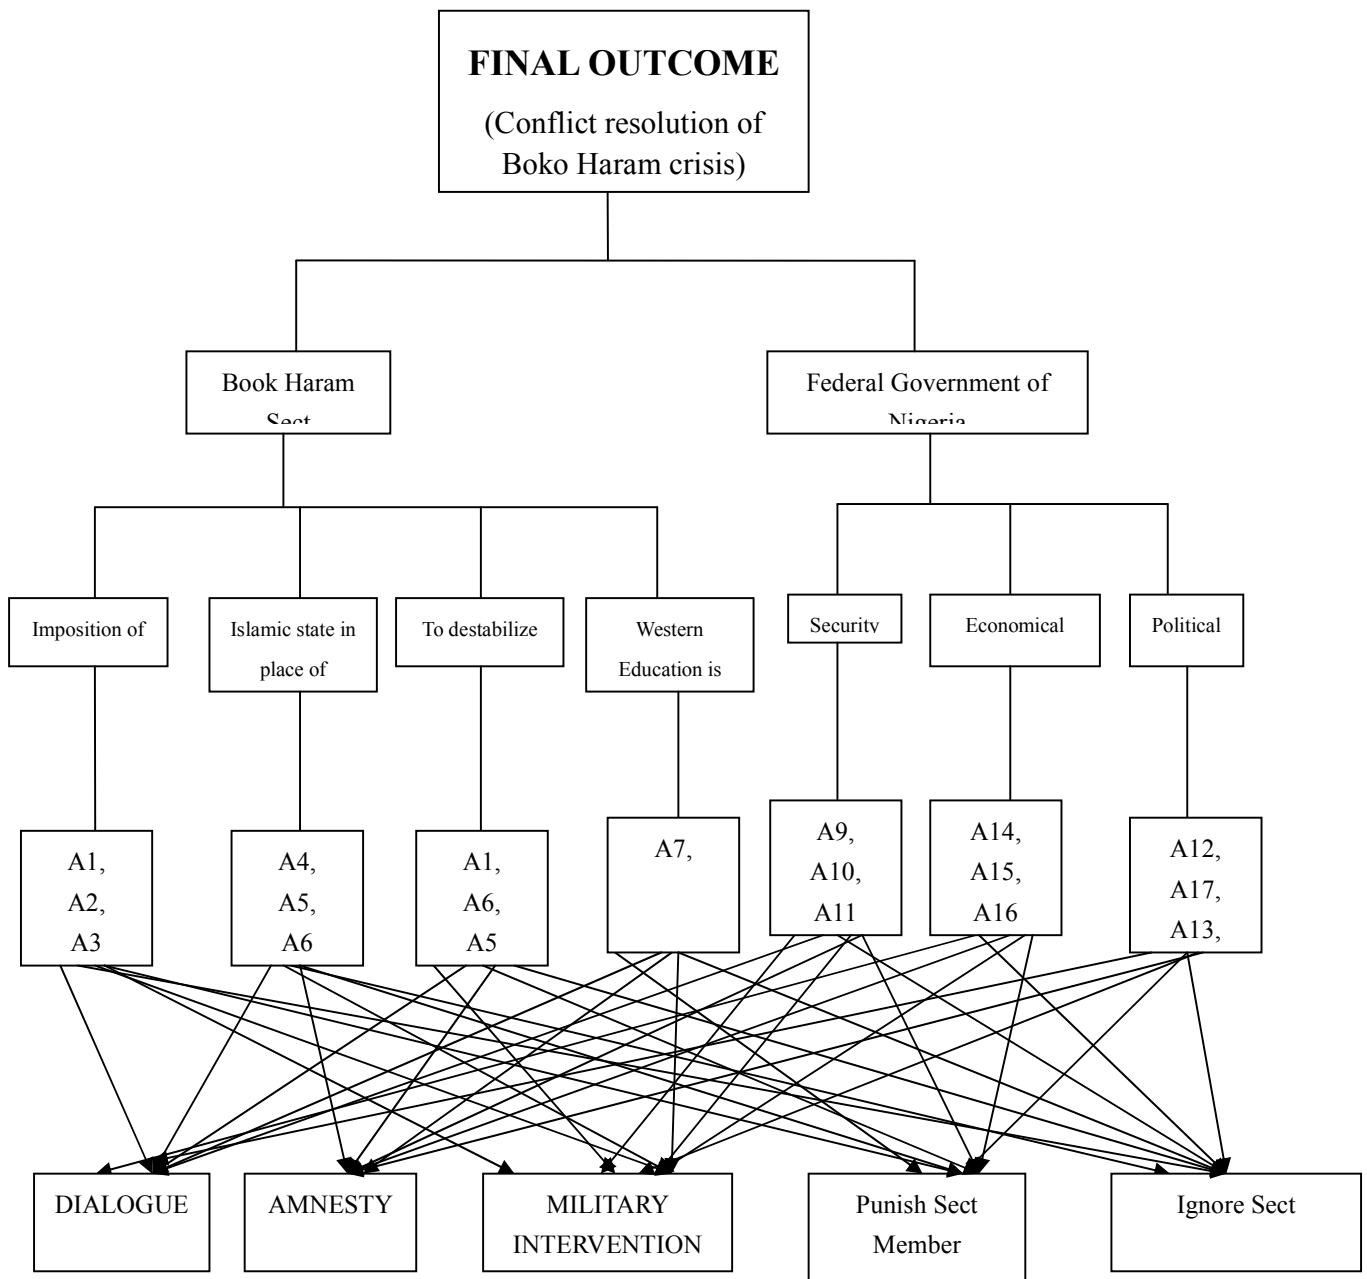 FINAL OUTCOME
(Conflict resolution of
Boko Haram crisis)
Book Haram
Sect
Federal Government of
Nigeria
Imposition of
Islamic state in
place of
To destabilize
Western
Education is
Security
Economical
Political
A1,
A2,
A3
A4,
A5,
A6
A1,
A6,
A5
A7,
A9,
A10,
A11
A14,
A15,
A16
A12,
A17,
A13,
DIALOGUE
AMNESTY
MILITARY
INTERVENTION
Punish Sect
Member
Ignore Sect